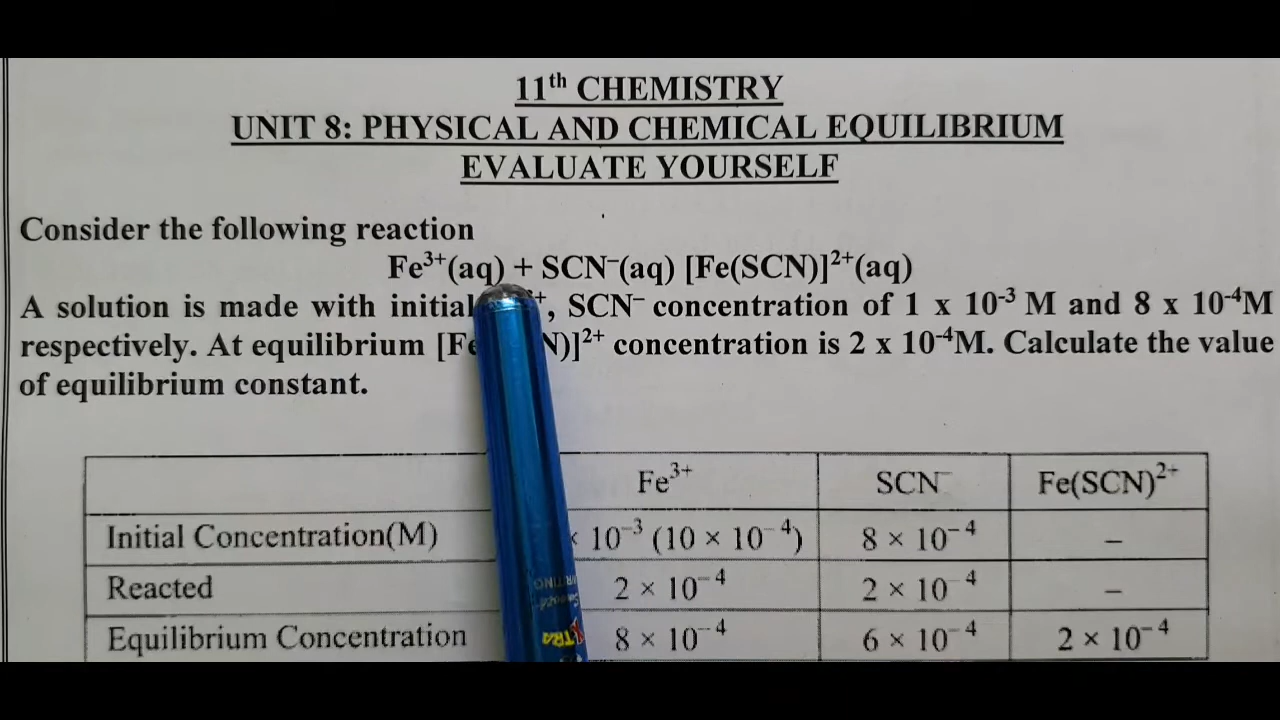 11th CHEMISTRY
UNIT 8: PHYSICAL AND CHEMICAL EQUILIBRIUM
EVALUATE YOURSELF
Consider the following reaction
Fe³⁺(aq) + SCN⁻(aq) [Fe(SCN)]²⁺(aq)
A solution is made with initial , SCN⁻ concentration of 1 x 10⁻³ M and 8 x 10⁻⁴M
respectively. At equilibrium [Fe N)]²⁺ concentration is 2 x 10⁻⁴M. Calculate the value
of equilibrium constant.
Fe³⁺ SCN⁻ Fe(SCN)²⁺
Initial Concentration(M) × 10⁻³ (10 × 10⁻⁴) 8 × 10⁻⁴ –
Reacted 2 × 10⁻⁴ 2 × 10⁻⁴ –
Equilibrium Concentration 8 × 10⁻⁴ 6 × 10⁻⁴ 2 × 10⁻⁴